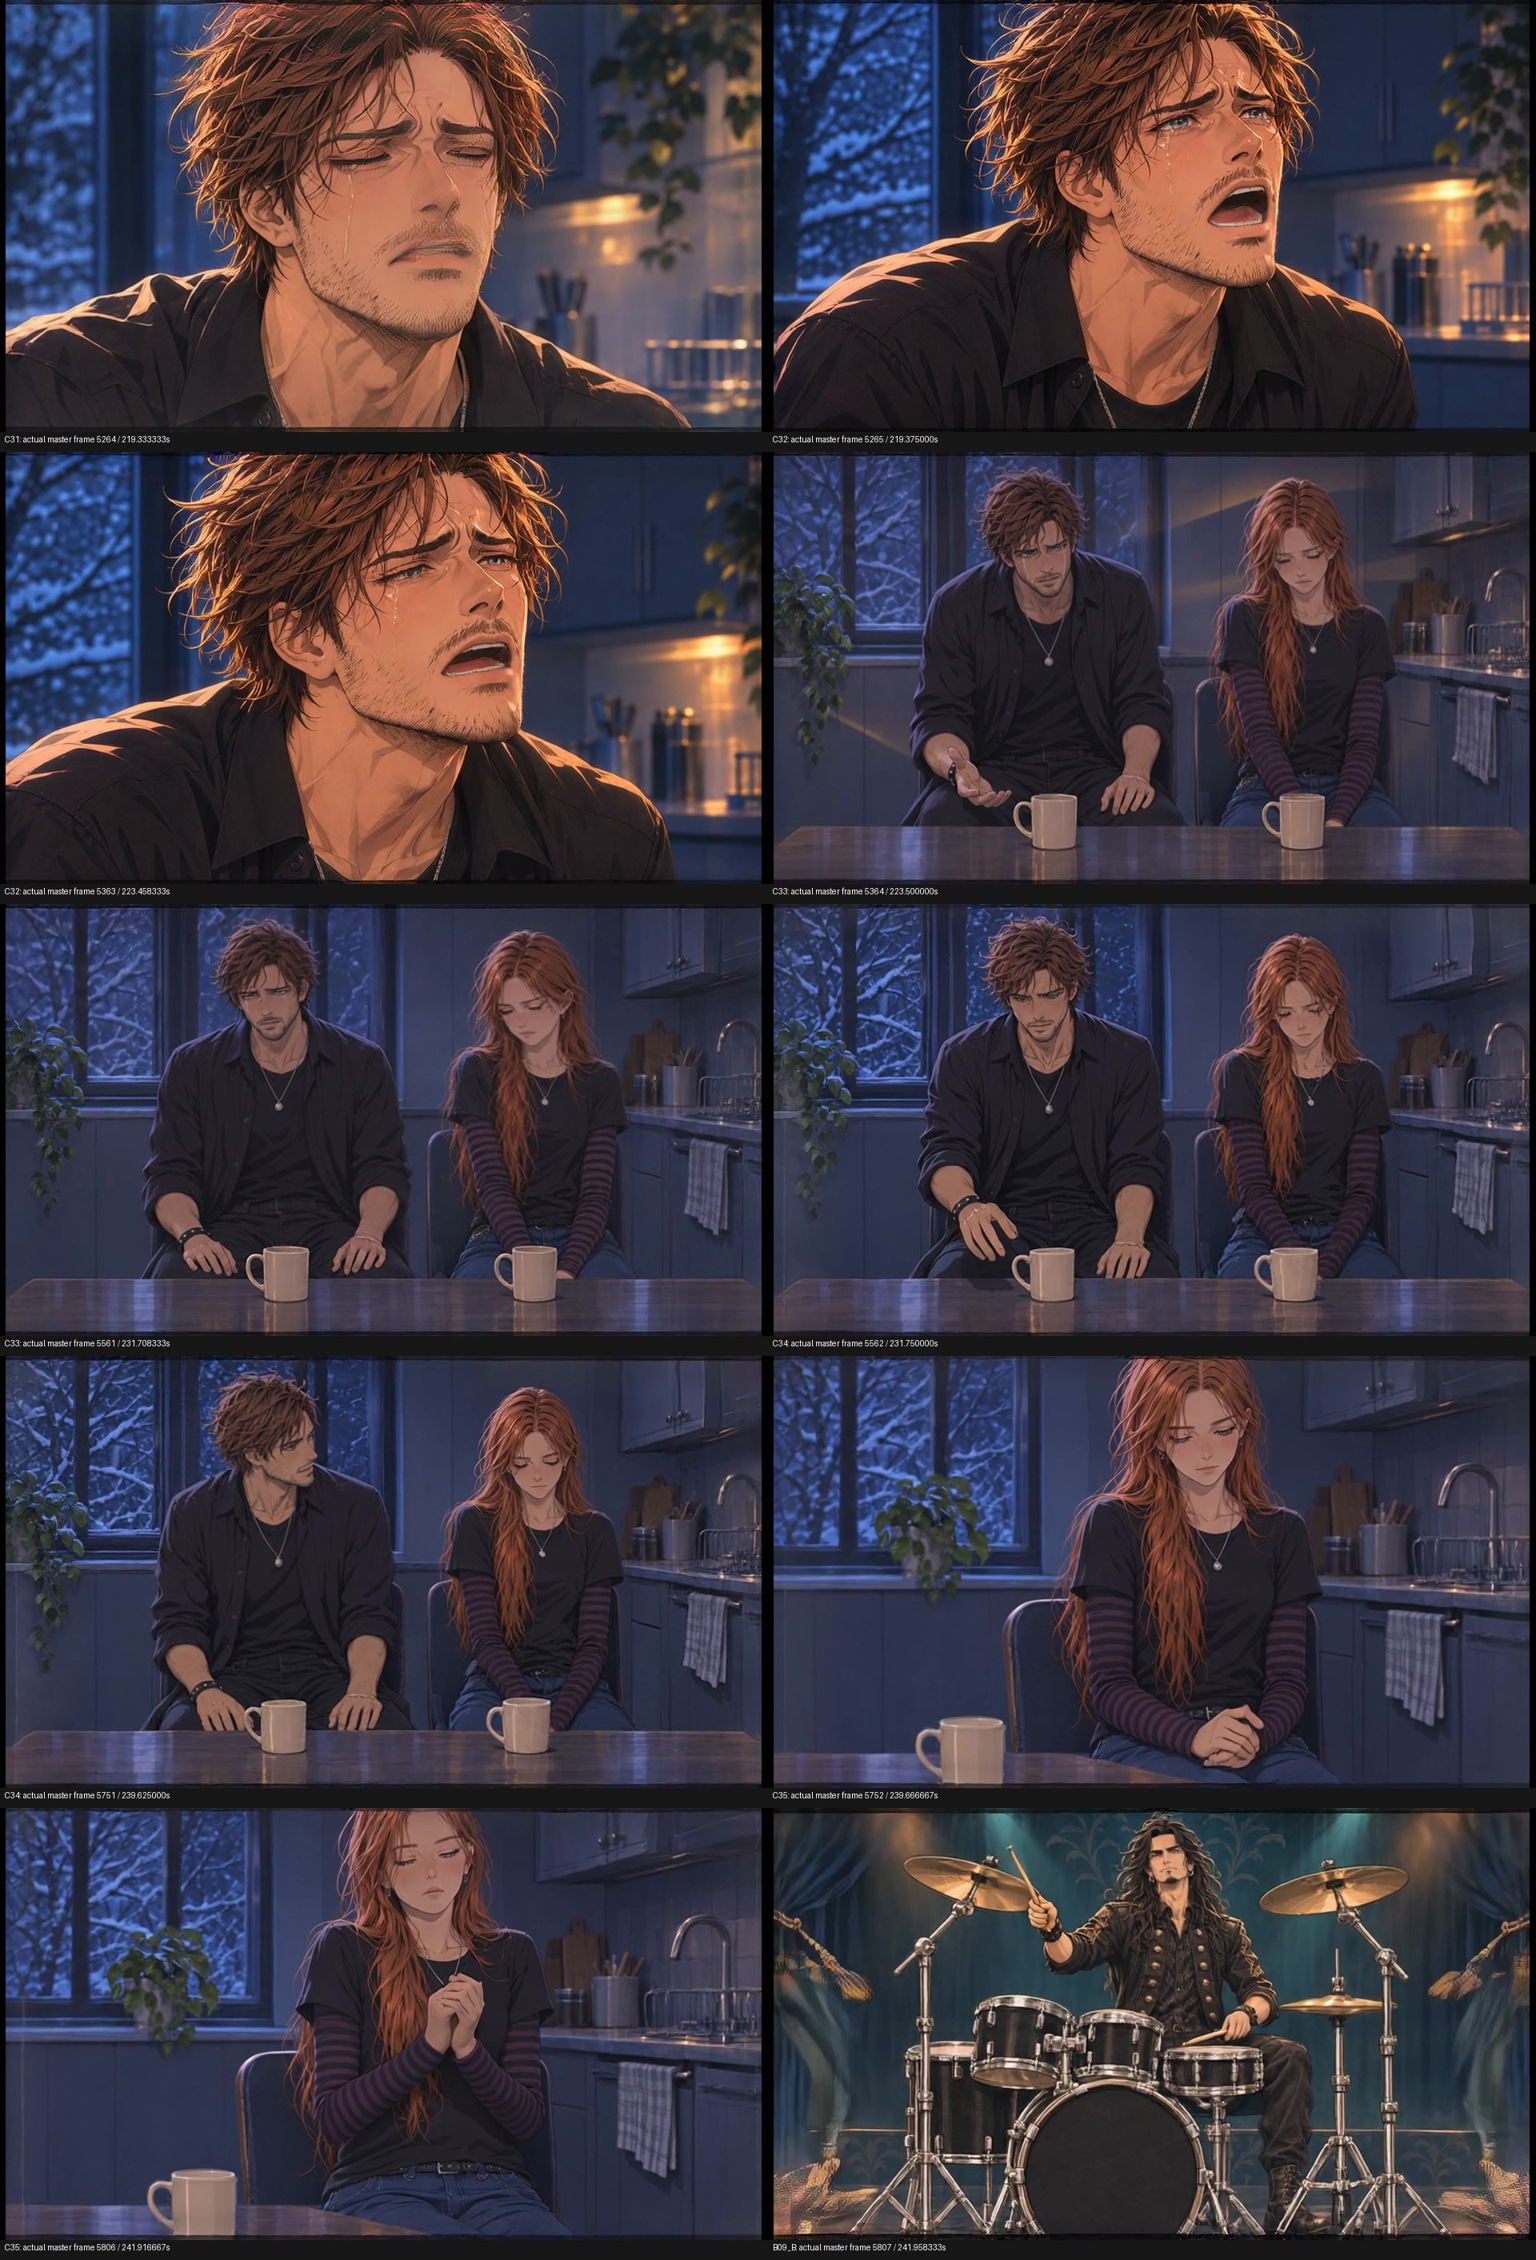 C31: actual master frame 5264 / 219.333333s
C32: actual master frame 5265 / 219.375000s
C32: actual master frame 5363 / 223.458333s
C33: actual master frame 5364 / 223.500000s
C33: actual master frame 5561 / 231.708333s
C34: actual master frame 5562 / 231.750000s
C34: actual master frame 5751 / 239.625000s
C35: actual master frame 5752 / 239.666667s
C35: actual master frame 5806 / 241.916667s
B09_B: actual master frame 5807 / 241.958333s